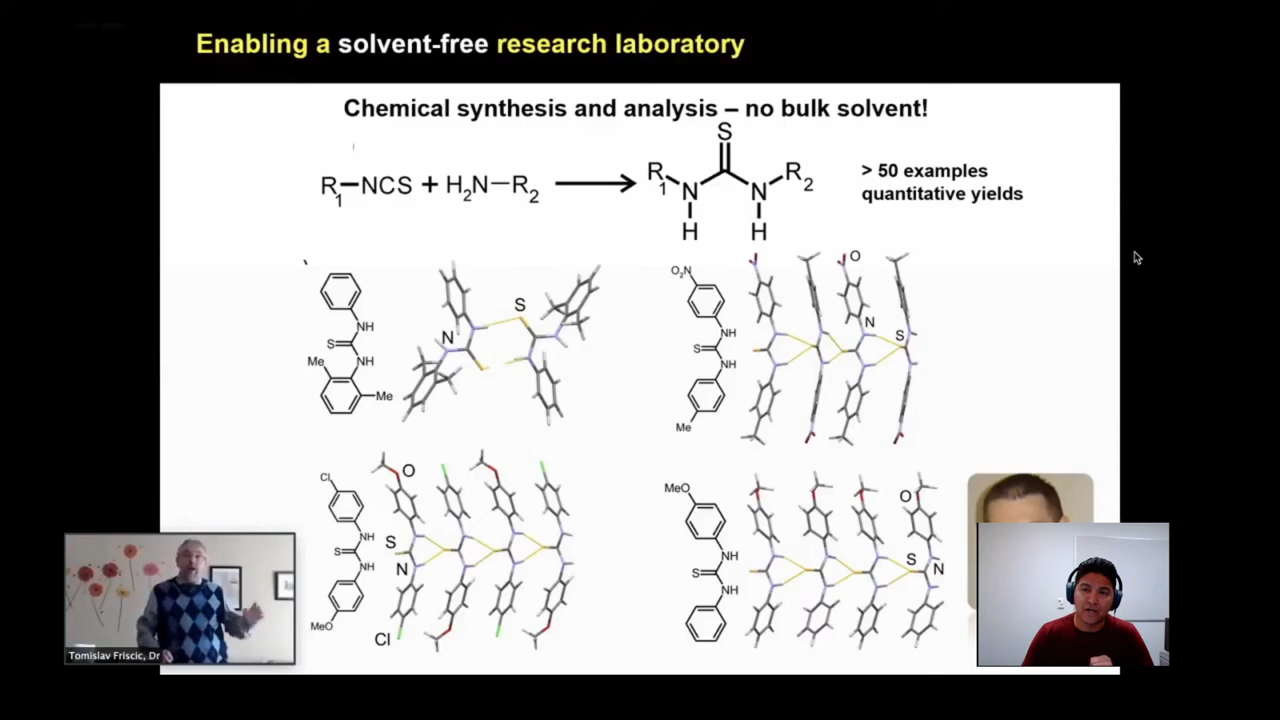 Enabling a solvent-free research laboratory
Chemical synthesis and analysis – no bulk solvent!
R1–NCS + H2N–R2
S
R1
R2
N
N
H
H
> 50 examples
quantitative yields
NH
S
NH
Me
Me
N
S
O2N
NH
S
NH
Me
O
N
S
Cl
NH
S
NH
MeO
O
S
N
Cl
MeO
NH
S
NH
O
S
N
Tomislav Friscic, Dr